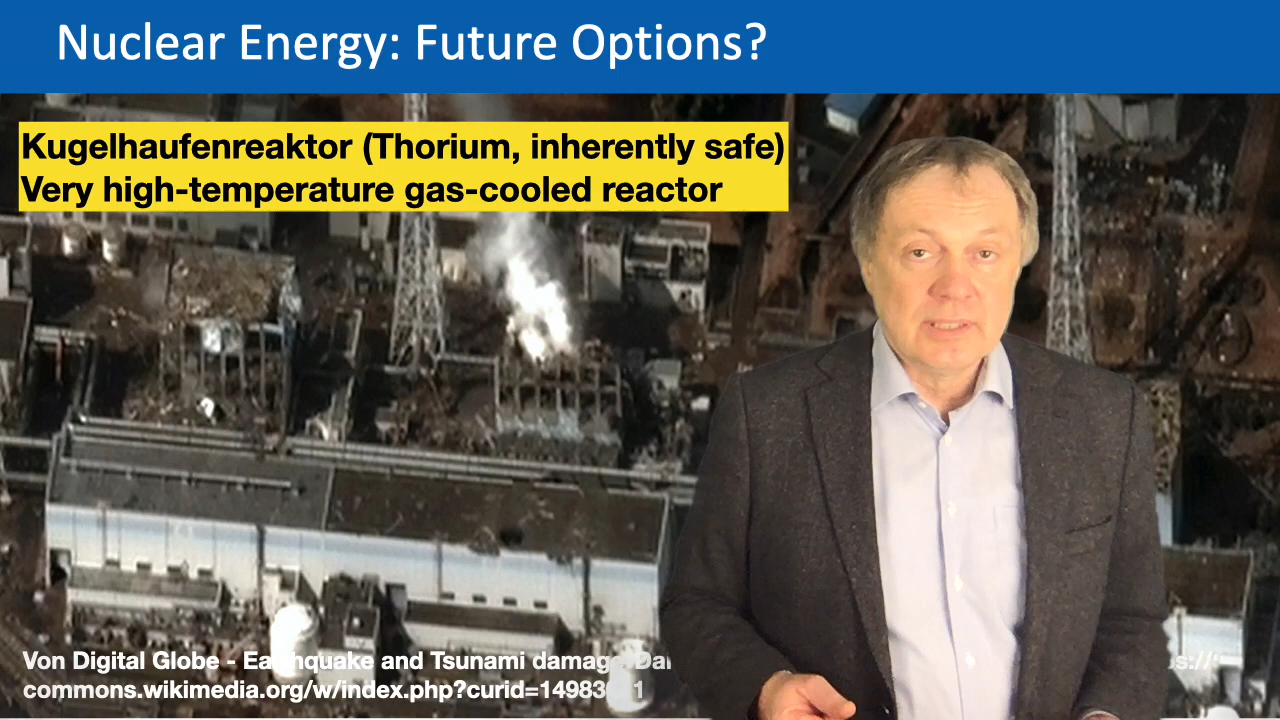 Nuclear Energy: Future Options?
Kugelhaufenreaktor (Thorium, inherently safe)
Very high-temperature gas-cooled reactor
Von Digital Globe - Earthquake and Tsunami damage
commons.wikimedia.org/w/index.php?curid=